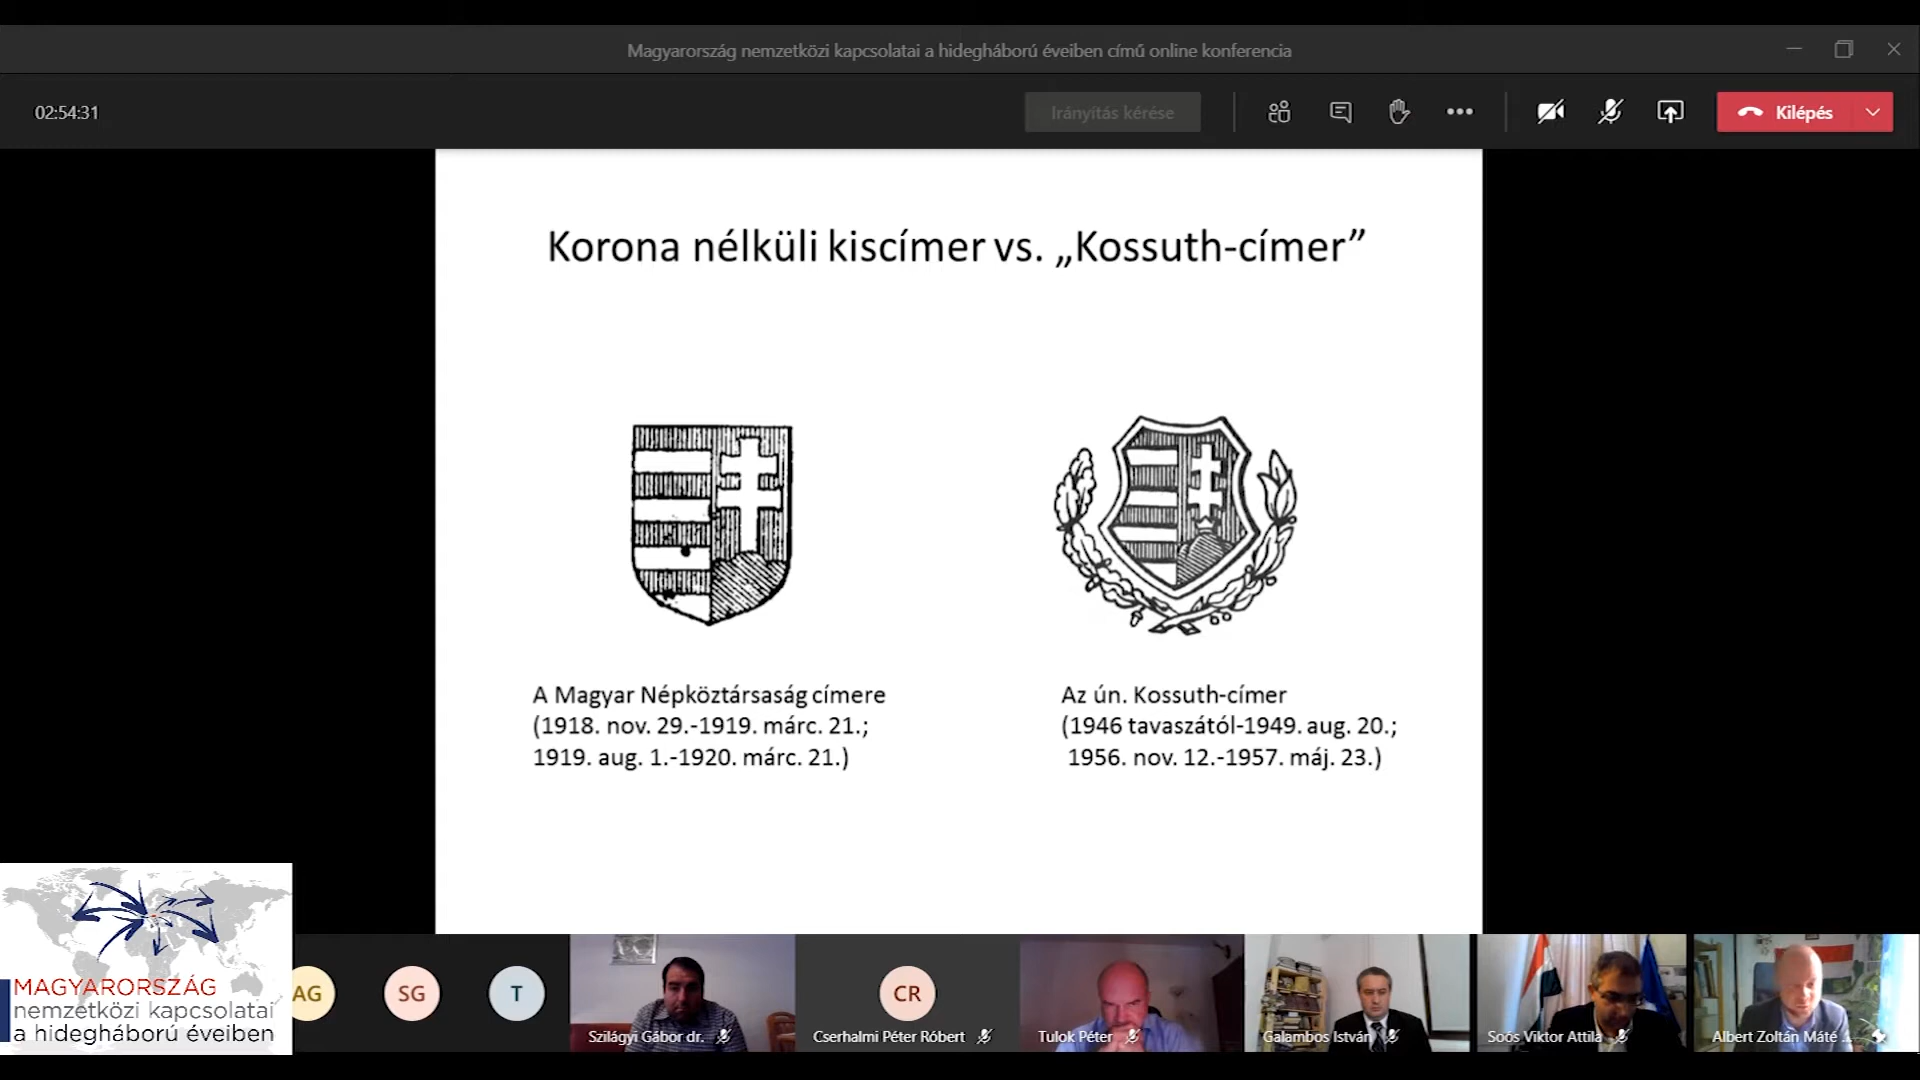 Magyarország nemzetközi kapcsolatai a hidegháború éveiben című online konferencia
02:54:31
Irányítás kérése
Kilépés
Korona nélküli kiscímer vs. „Kossuth-címer”
A Magyar Népköztársaság címere
(1918. nov. 29.-1919. márc. 21.;
1919. aug. 1.-1920. márc. 21.)
Az ún. Kossuth-címer
(1946 tavaszától-1949. aug. 20.;
1956. nov. 12.-1957. máj. 23.)
MAGYARORSZÁG
nemzetközi kapcsolatai
a hidegháború éveiben
AG
SG
T
Szilágyi Gábor dr.
CR
Cserhalmi Péter Róbert
Tulok Péter
Galambos István
Soós Viktor Attila
Albert Zoltán Máté